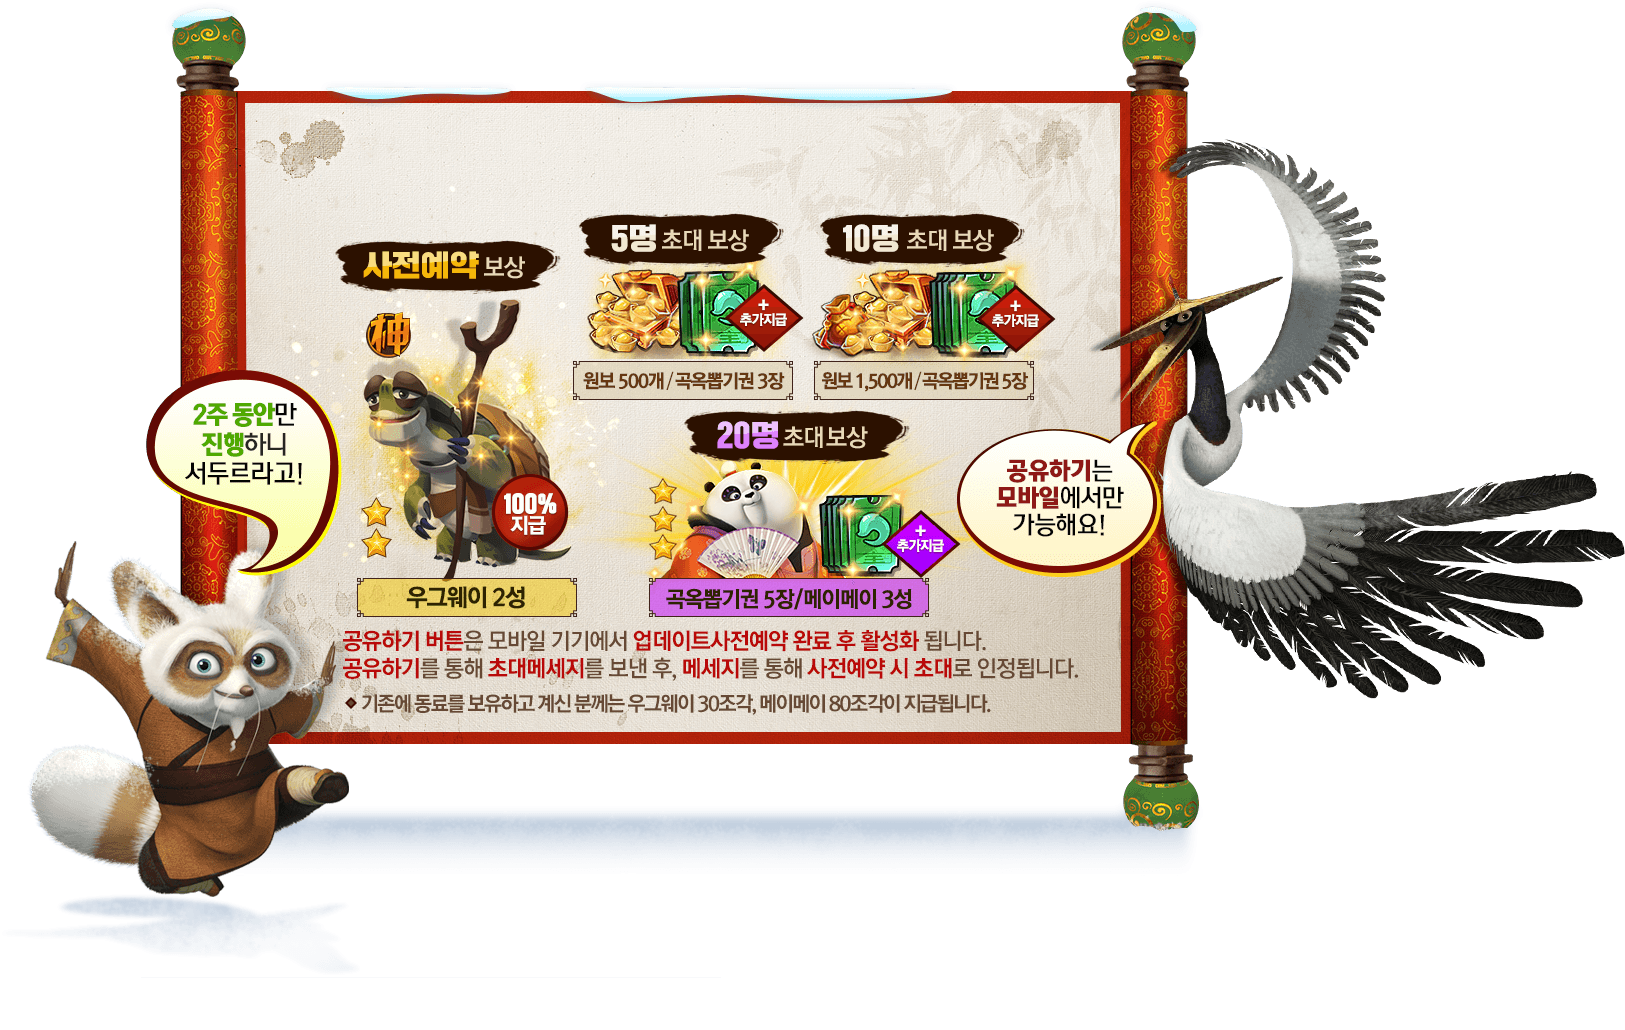 사전예약 보상
神
100%
지급
우그웨이 2성
5명 초대 보상
+
추가지급
원보 500개 / 곡옥뽑기권 3장
10명 초대 보상
+
추가지급
원보 1,500개 / 곡옥뽑기권 5장
20명 초대 보상
+
추가지급
곡옥뽑기권 5장/메이메이 3성
2주 동안만
진행하니
서두르라고!
공유하기는
모바일에서만
가능해요!
공유하기 버튼은 모바일 기기에서 업데이트사전예약 완료 후 활성화 됩니다.
공유하기를 통해 초대메세지를 보낸 후, 메세지를 통해 사전예약 시 초대로 인정됩니다.
기존에 동료를 보유하고 계신 분께는 우그웨이 30조각, 메이메이 80조각이 지급됩니다.